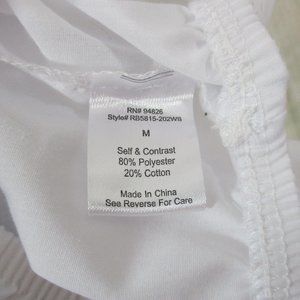 RN# 94826
Style# RB5815-202WB
M
Self & Contrast
80% Polyester
20% Cotton
Made In China
See Reverse For Care